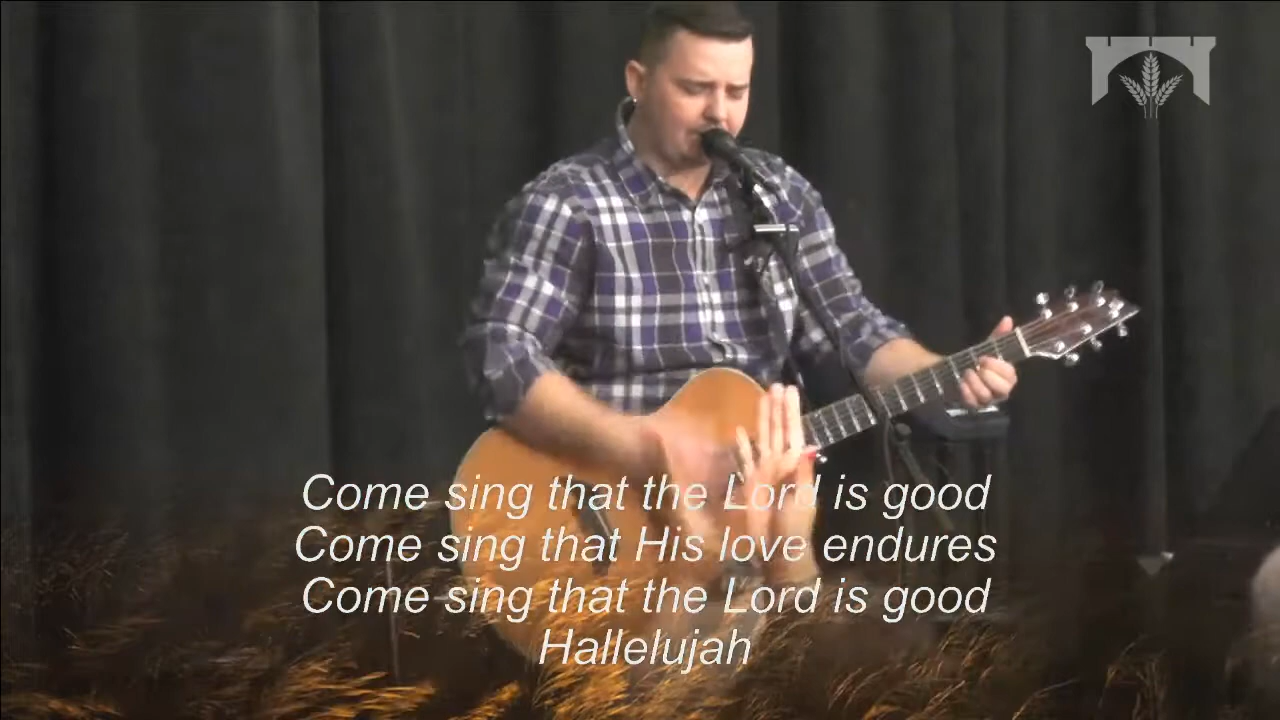 Come sing that the Lord is good
Come sing that His love endures
Come sing that the Lord is good
Hallelujah